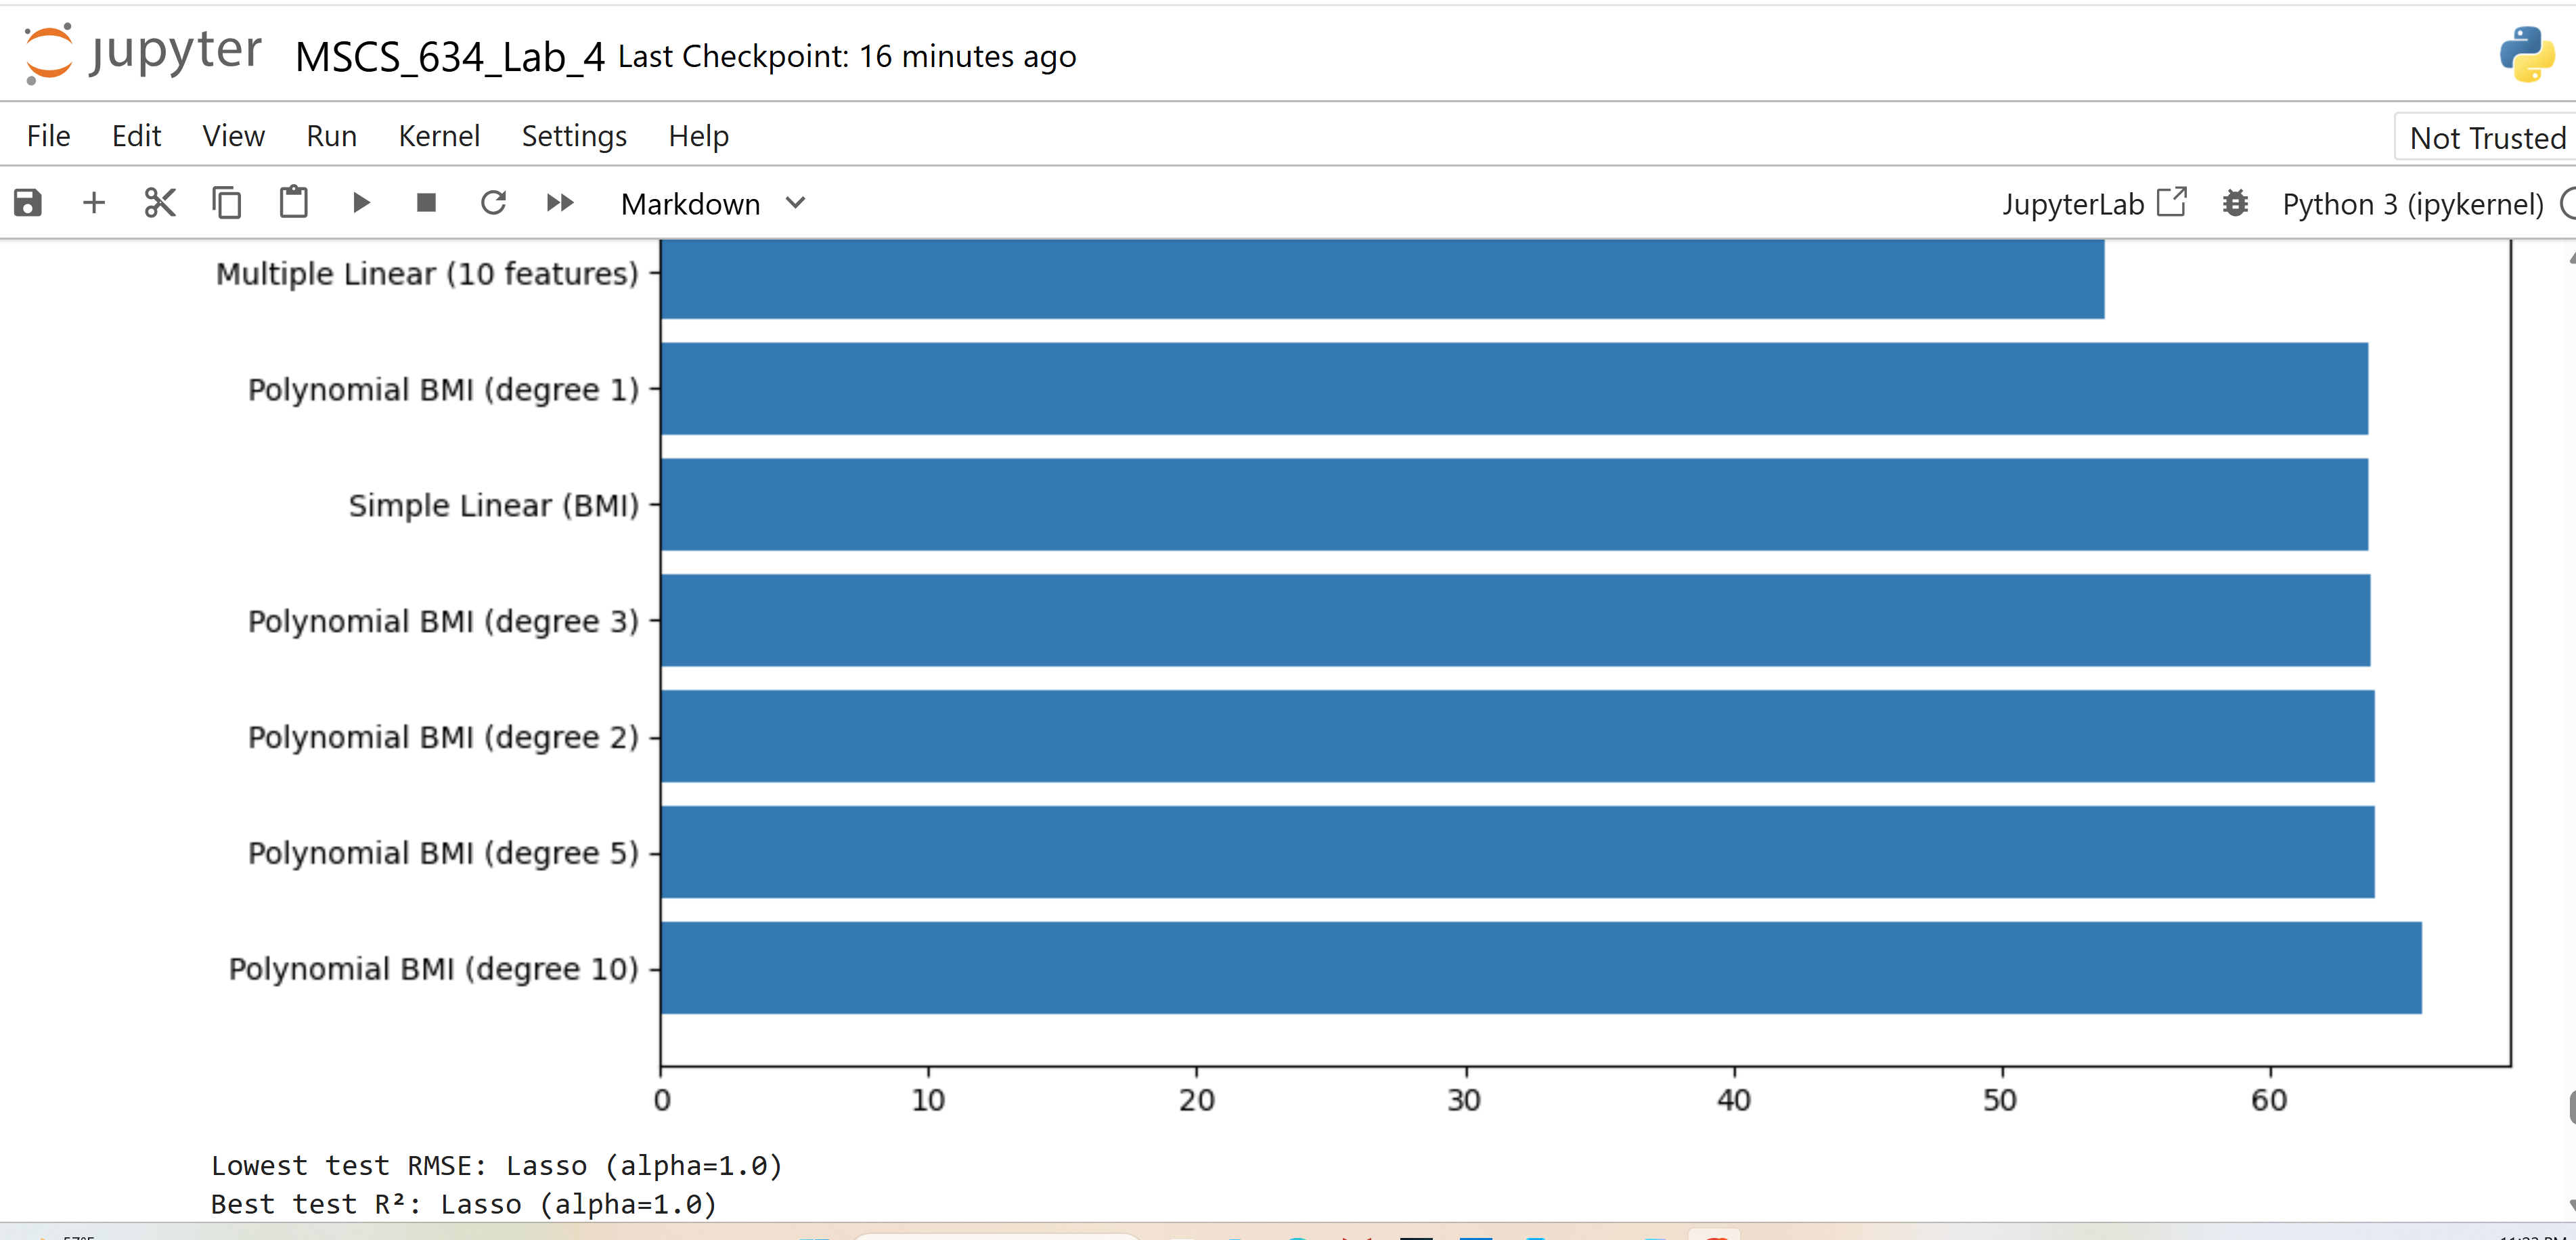 jupyter MSCS_634_Lab_4 Last Checkpoint: 16 minutes ago
File Edit View Run Kernel Settings Help Not Trusted
Markdown JupyterLab Python 3 (ipykernel)
Multiple Linear (10 features)
Polynomial BMI (degree 1)
Simple Linear (BMI)
Polynomial BMI (degree 3)
Polynomial BMI (degree 2)
Polynomial BMI (degree 5)
Polynomial BMI (degree 10)
0 10 20 30 40 50 60
Lowest test RMSE: Lasso (alpha=1.0)
Best test R²: Lasso (alpha=1.0)